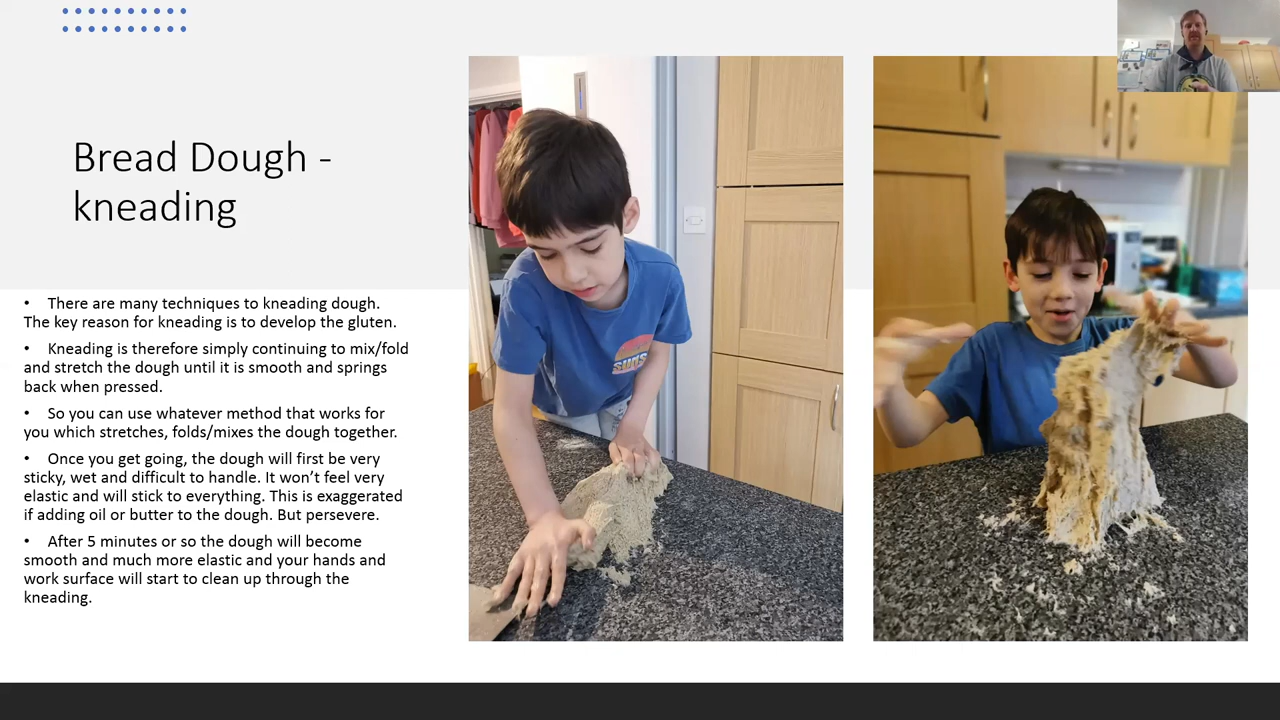 Bread Dough -
kneading
• There are many techniques to kneading dough.
The key reason for kneading is to develop the gluten.
• Kneading is therefore simply continuing to mix/fold
and stretch the dough until it is smooth and springs
back when pressed.
• So you can use whatever method that works for
you which stretches, folds/mixes the dough together.
• Once you get going, the dough will first be very
sticky, wet and difficult to handle. It won’t feel very
elastic and will stick to everything. This is exaggerated
if adding oil or butter to the dough. But persevere.
• After 5 minutes or so the dough will become
smooth and much more elastic and your hands and
work surface will start to clean up through the
kneading.
SUNS